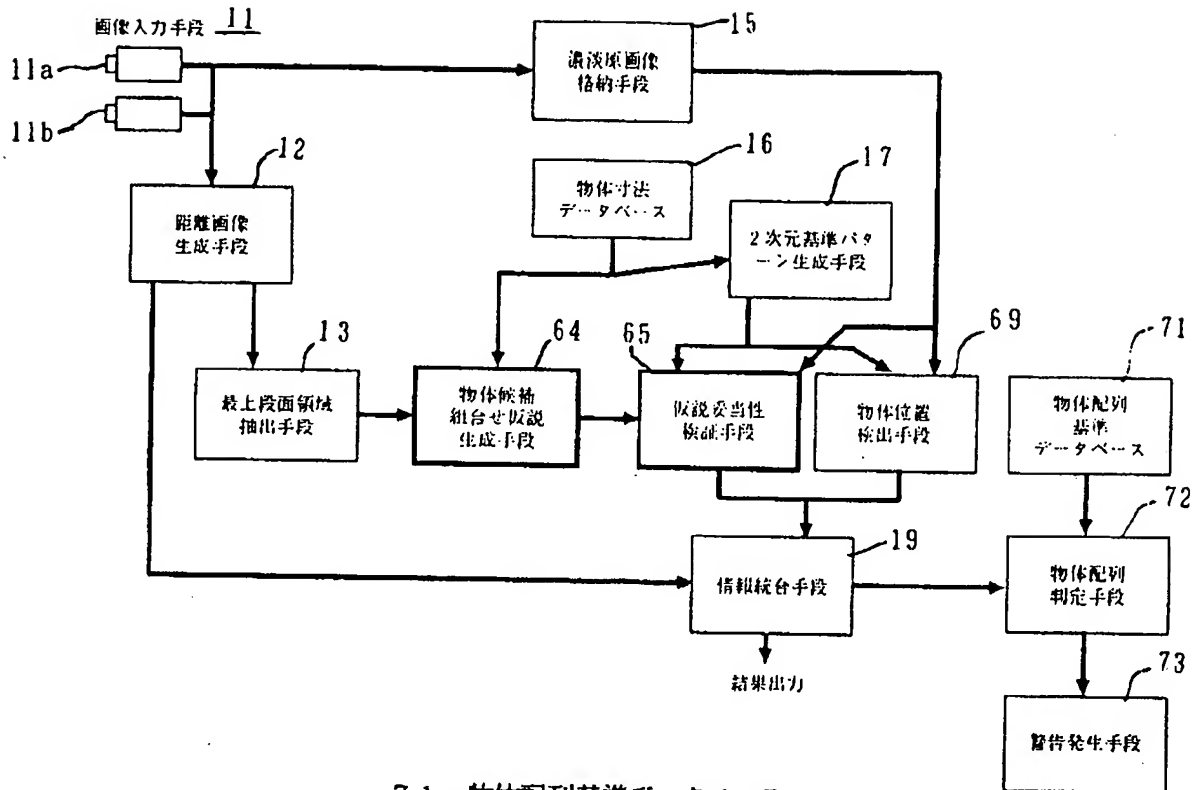 画像入力手段 11
11a
11b
15
濃淡原画像
格納手段
12
距離画像
生成手段
16
物体寸法
データベース
17
2次元基準パタ
ーン生成手段
13
最上段面領域
抽出手段
64
物体候補
組合せ仮説
生成手段
65
仮説妥当性
検証手段
69
物体位置
検出手段
71
物体配列
基準
データベース
19
情報統合手段
結果出力
72
物体配列
判定手段
73
警告発生手段